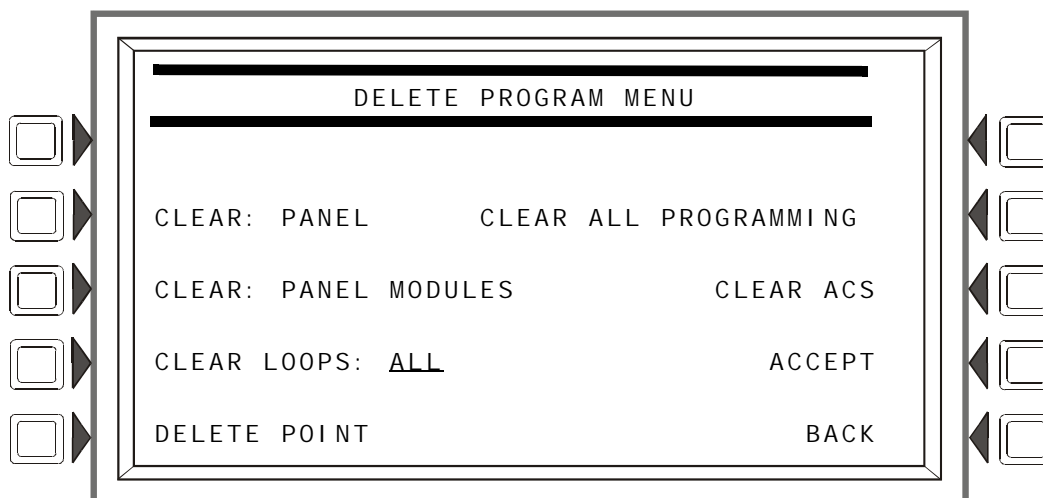 DELETE PROGRAM MENU
CLEAR: PANEL CLEAR ALL PROGRAMMING
CLEAR: PANEL MODULES CLEAR ACS
CLEAR LOOPS: ALL ACCEPT
DELETE POINT BACK